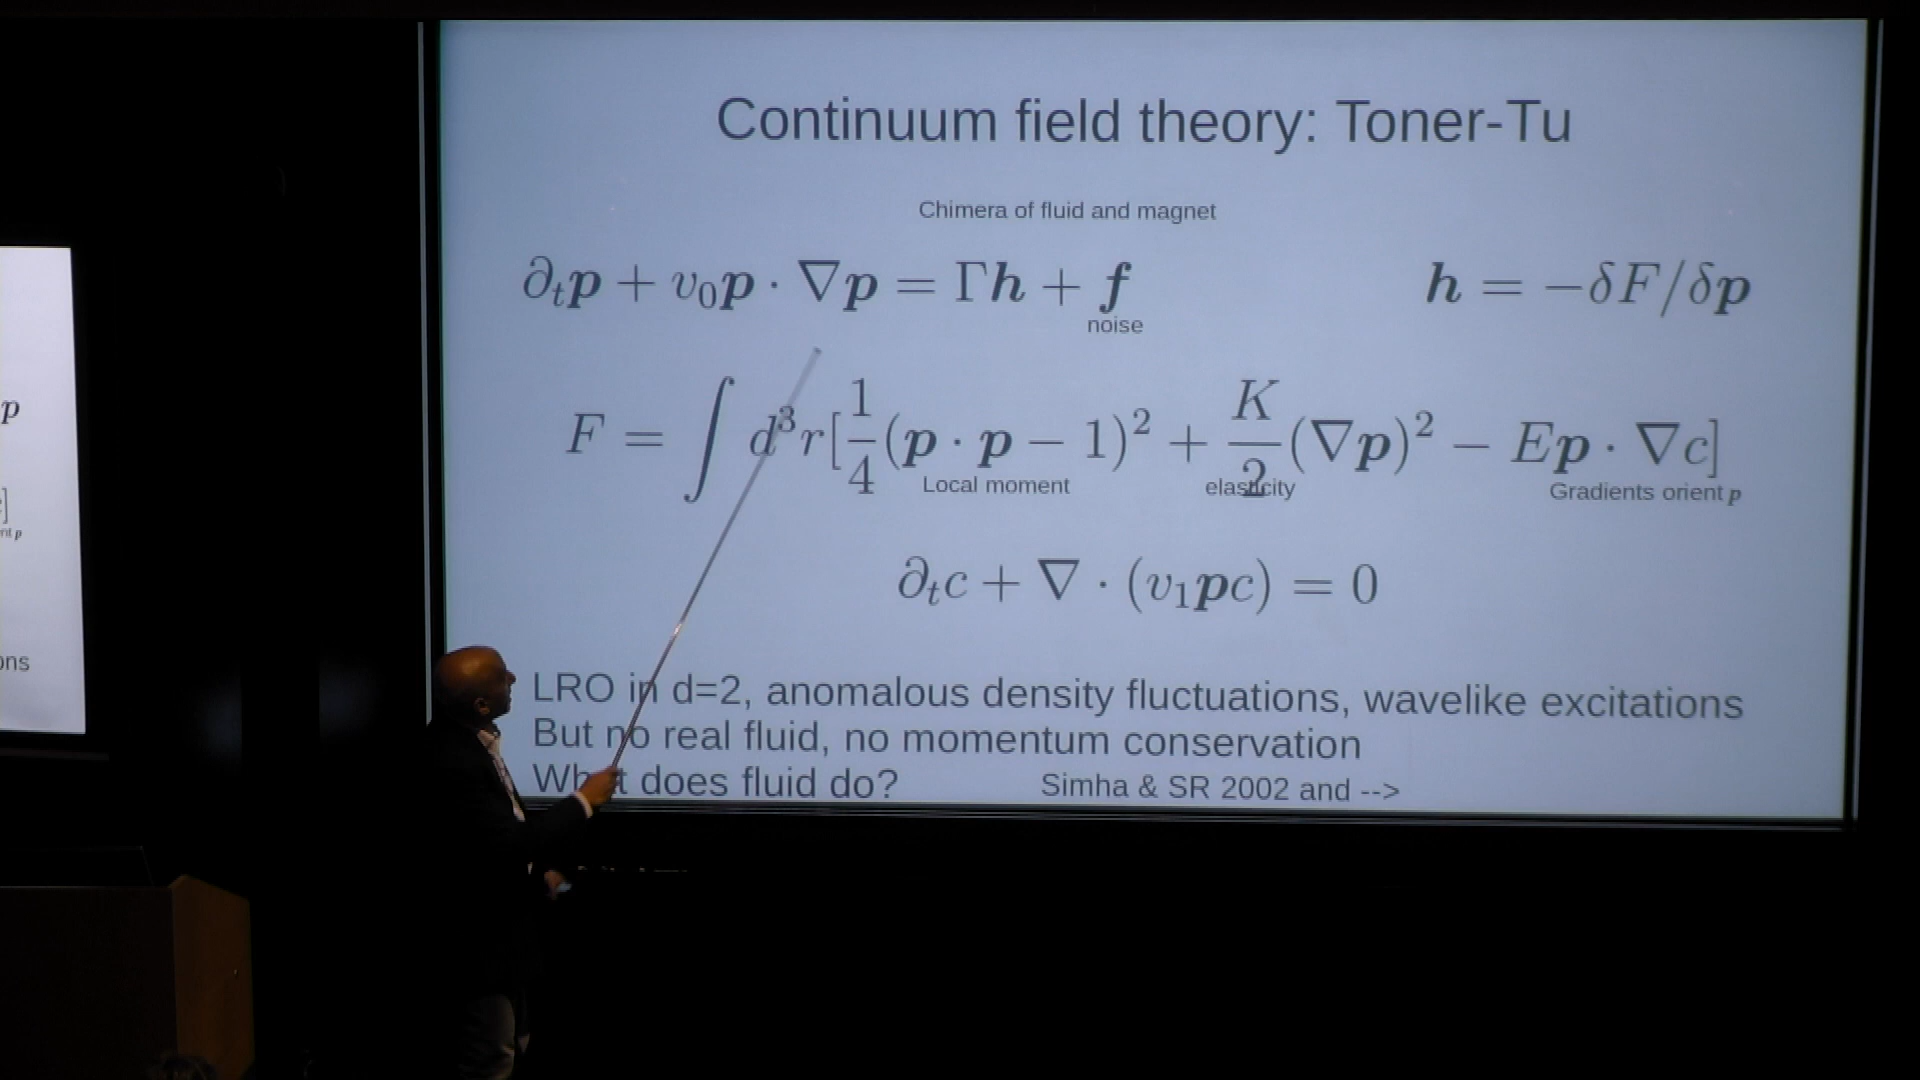 Continuum field theory: Toner-Tu
Chimera of fluid and magnet
∂ₜ𝒑 + v₀𝒑 · ∇𝒑 = Γ𝒉 + 𝒇
noise
𝒉 = −δF/δ𝒑
F = ∫ d³r[1/4(𝒑 · 𝒑 − 1)² + K/2(∇𝒑)² − E𝒑 · ∇c]
Local moment
elasticity
Gradients orient 𝒑
∂ₜc + ∇ · (v₁𝒑c) = 0
LRO in d=2, anomalous density fluctuations, wavelike excitations
But no real fluid, no momentum conservation
What does fluid do?
Simha & SR 2002 and -->
p
c]
nt p
ons